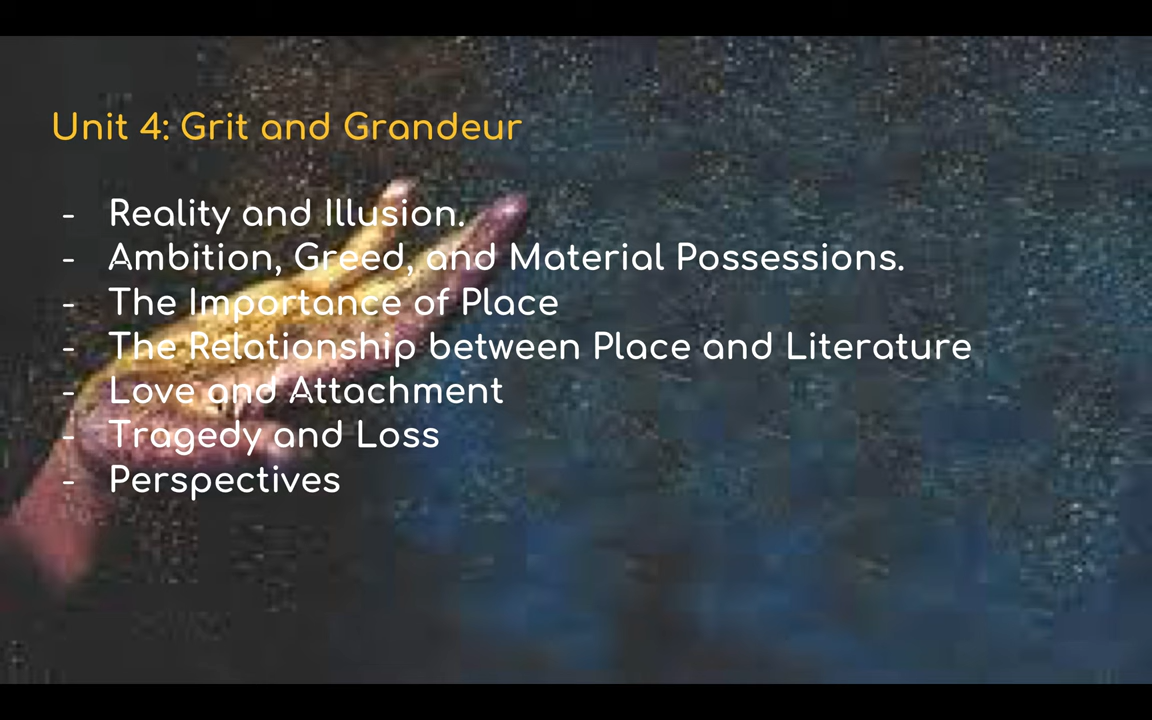 Unit 4: Grit and Grandeur
- Reality and Illusion.
- Ambition, Greed, and Material Possessions.
- The Importance of Place
- The Relationship between Place and Literature
- Love and Attachment
- Tragedy and Loss
- Perspectives